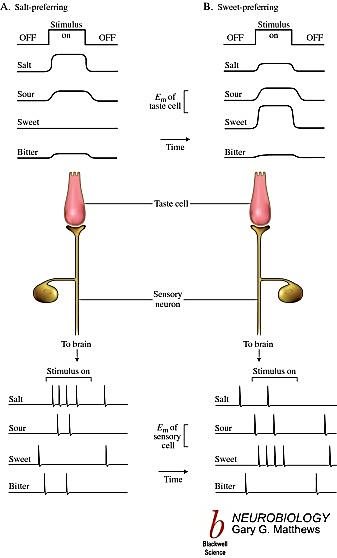 A. Salt-preferring
B. Sweet-preferring
OFF Stimulus on OFF
OFF Stimulus on OFF
Salt
Salt
Sour
Sour
Em of taste cell
Sweet
Sweet
Time
Bitter
Bitter
Taste cell
Sensory neuron
To brain
To brain
Stimulus on
Stimulus on
Salt
Salt
Sour
Sour
Em of sensory cell
Sweet
Sweet
Time
Bitter
Bitter
b
Blackwell
Science
NEUROBIOLOGY
Gary G. Matthews